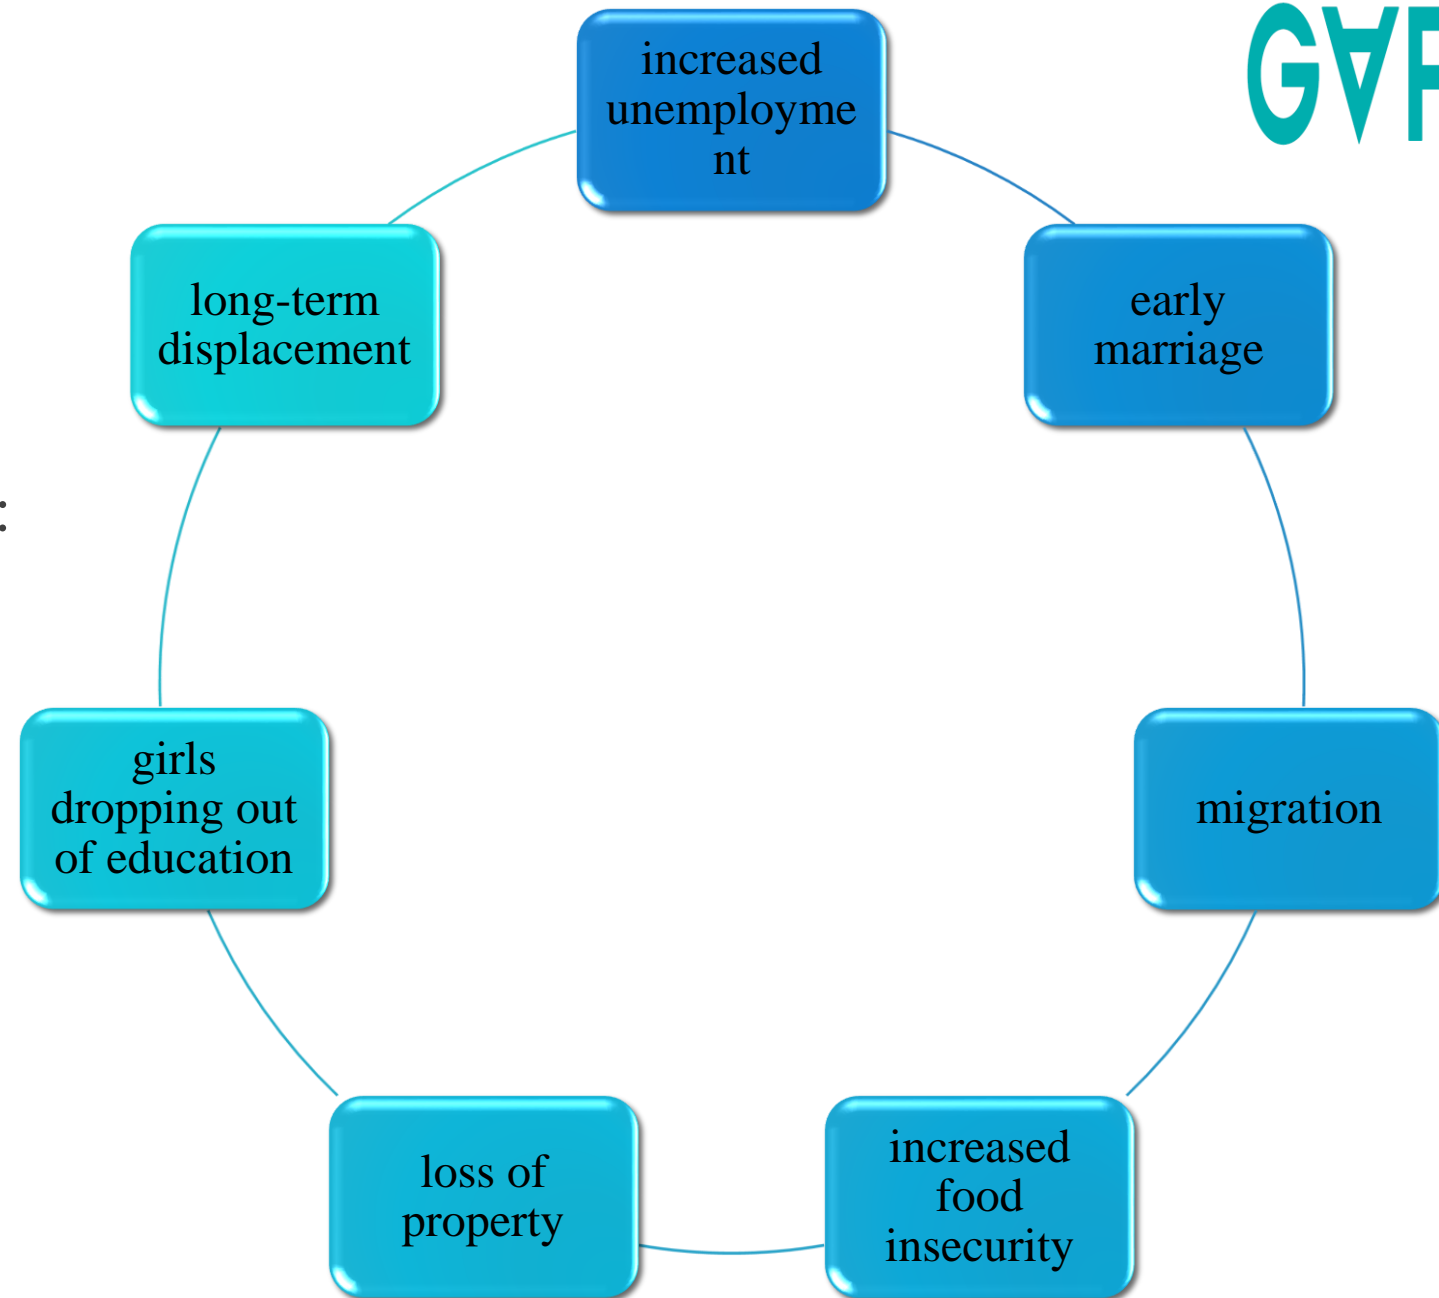 increased
unemployme
nt
early
marriage
migration
increased
food
insecurity
loss of
property
girls
dropping out
of education
long-term
displacement
: